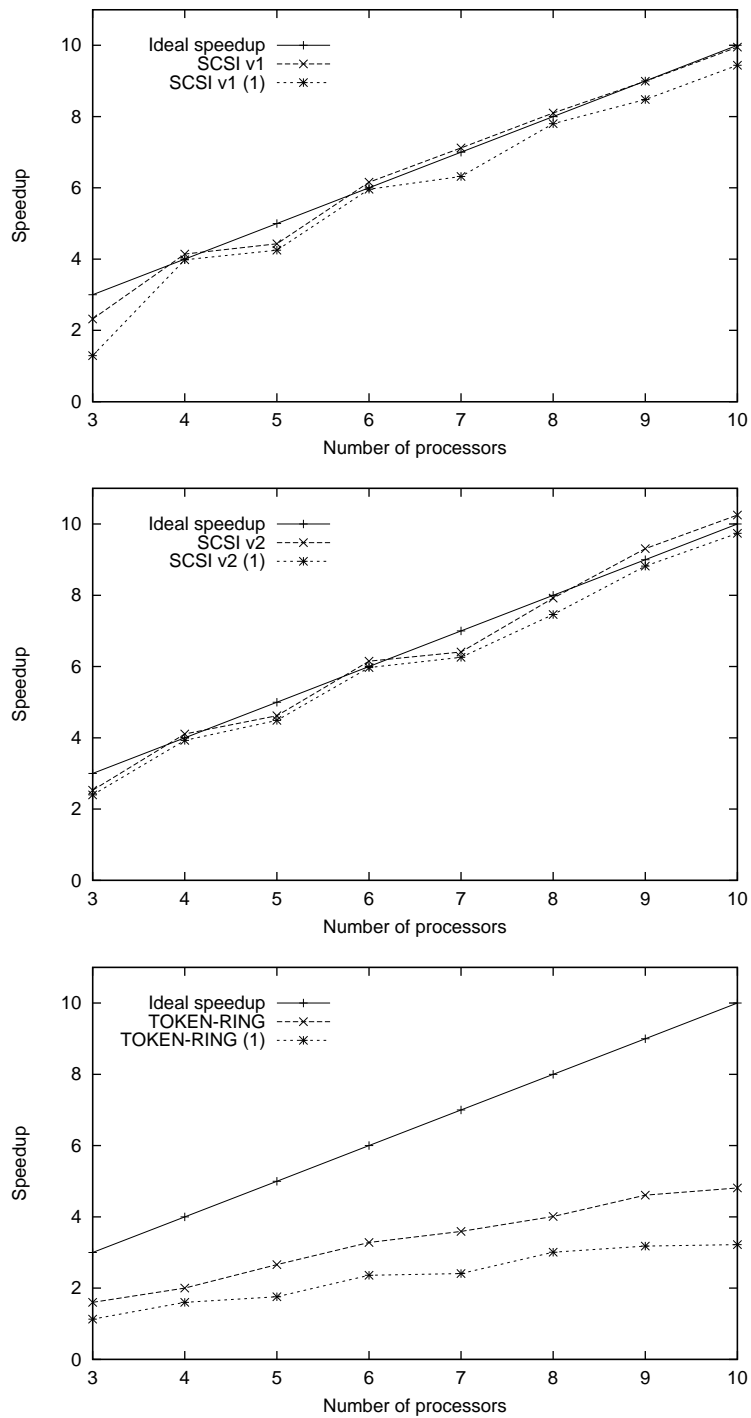 10
8
6
4
2
0
Speedup
Ideal speedup
SCSI v1
SCSI v1 (1)
3 4 5 6 7 8 9 10
Number of processors
10
8
6
4
2
0
Speedup
Ideal speedup
SCSI v2
SCSI v2 (1)
3 4 5 6 7 8 9 10
Number of processors
10
8
6
4
2
0
Speedup
Ideal speedup
TOKEN-RING
TOKEN-RING (1)
3 4 5 6 7 8 9 10
Number of processors